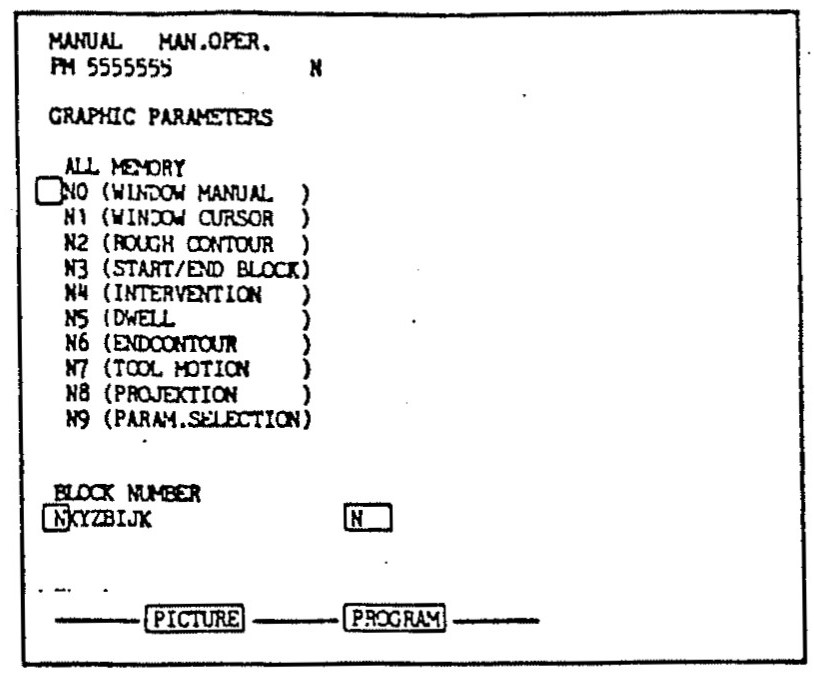 MANUAL MAN.OPER.
PM 5555555 N
GRAPHIC PARAMETERS
ALL MEMORY
N0 (WINDOW MANUAL )
N1 (WINDOW CURSOR )
N2 (ROUGH CONTOUR )
N3 (START/END BLOCK)
N4 (INTERVENTION )
N5 (DWELL )
N6 (ENDCONTOUR )
N7 (TOOL MOTION )
N8 (PROJEKTION )
N9 (PARAM.SELECTION)
BLOCK NUMBER
NXYZBIJK N
PICTURE PROGRAM